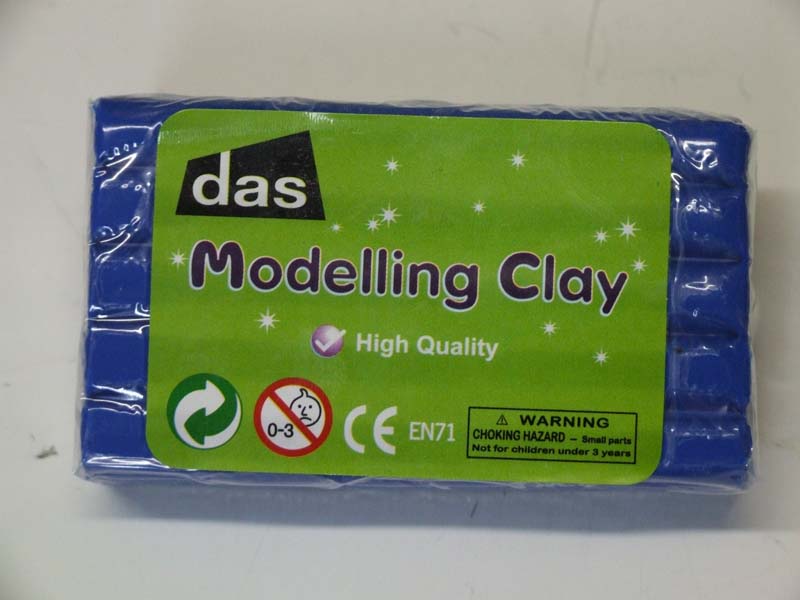 das
Modelling Clay
High Quality
0-3
CE EN71
WARNING
CHOKING HAZARD – Small parts
Not for children under 3 years